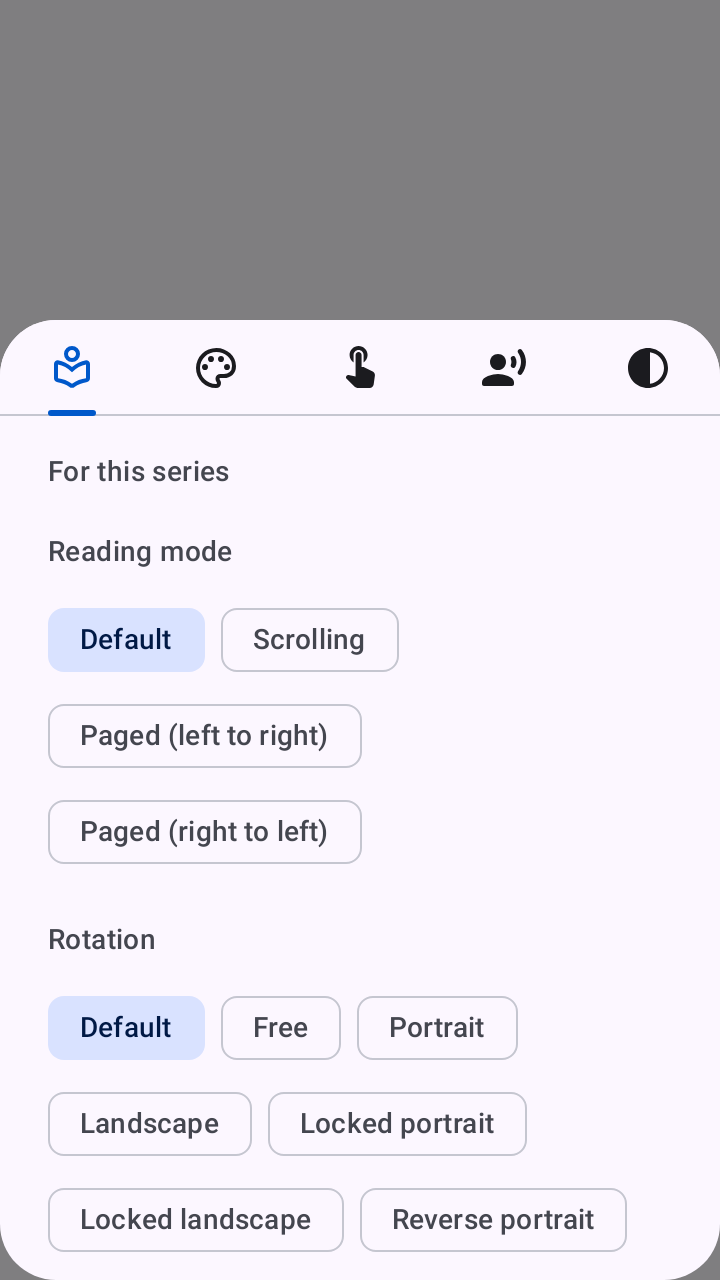 For this series
Reading mode
Default Scrolling
Paged (left to right)
Paged (right to left)
Rotation
Default Free Portrait
Landscape Locked portrait
Locked landscape Reverse portrait